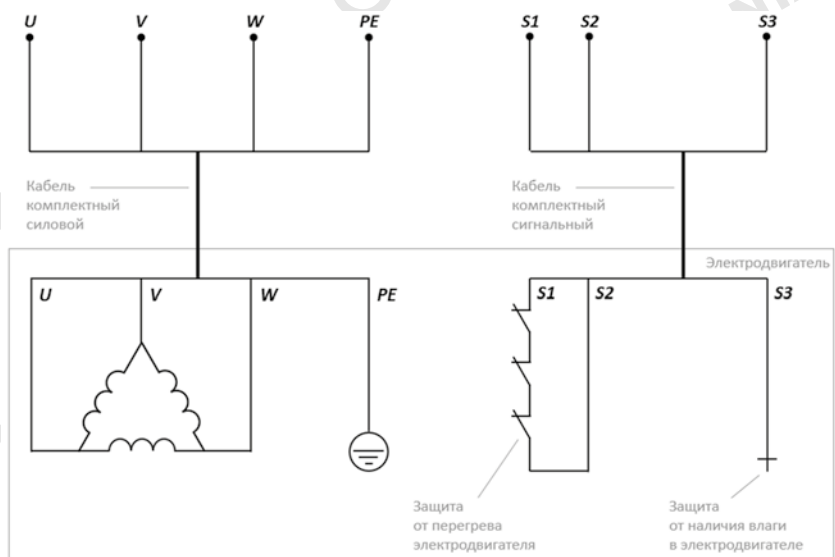 U V W PE S1 S2 S3
Кабель
комплектный
силовой
Кабель
комплектный
сигнальный
Электродвигатель
U V W PE S1 S2 S3
Защита
от перегрева
электродвигателя
Защита
от наличия влаги
в электродвигателе